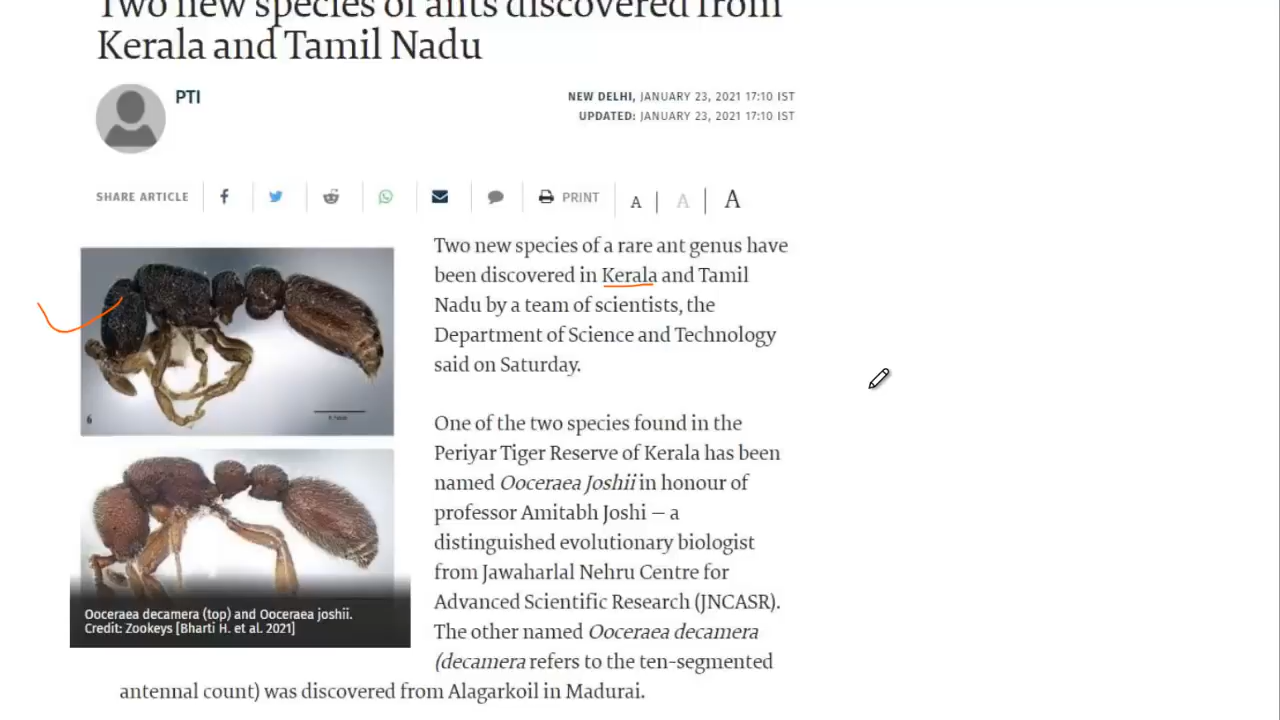 Two new species of ants discovered from
Kerala and Tamil Nadu
PTI
NEW DELHI, JANUARY 23, 2021 17:10 IST
UPDATED: JANUARY 23, 2021 17:10 IST
SHARE ARTICLE
PRINT
A | A | A
Two new species of a rare ant genus have
been discovered in Kerala and Tamil
Nadu by a team of scientists, the
Department of Science and Technology
said on Saturday.
6
One of the two species found in the
Periyar Tiger Reserve of Kerala has been
named Ooceraea Joshii in honour of
professor Amitabh Joshi — a
distinguished evolutionary biologist
from Jawaharlal Nehru Centre for
Advanced Scientific Research (JNCASR).
The other named Ooceraea decamera
(decamera refers to the ten-segmented
antennal count) was discovered from Alagarkoil in Madurai.
Ooceraea decamera (top) and Ooceraea joshii.
Credit: Zookeys [Bharti H. et al. 2021]